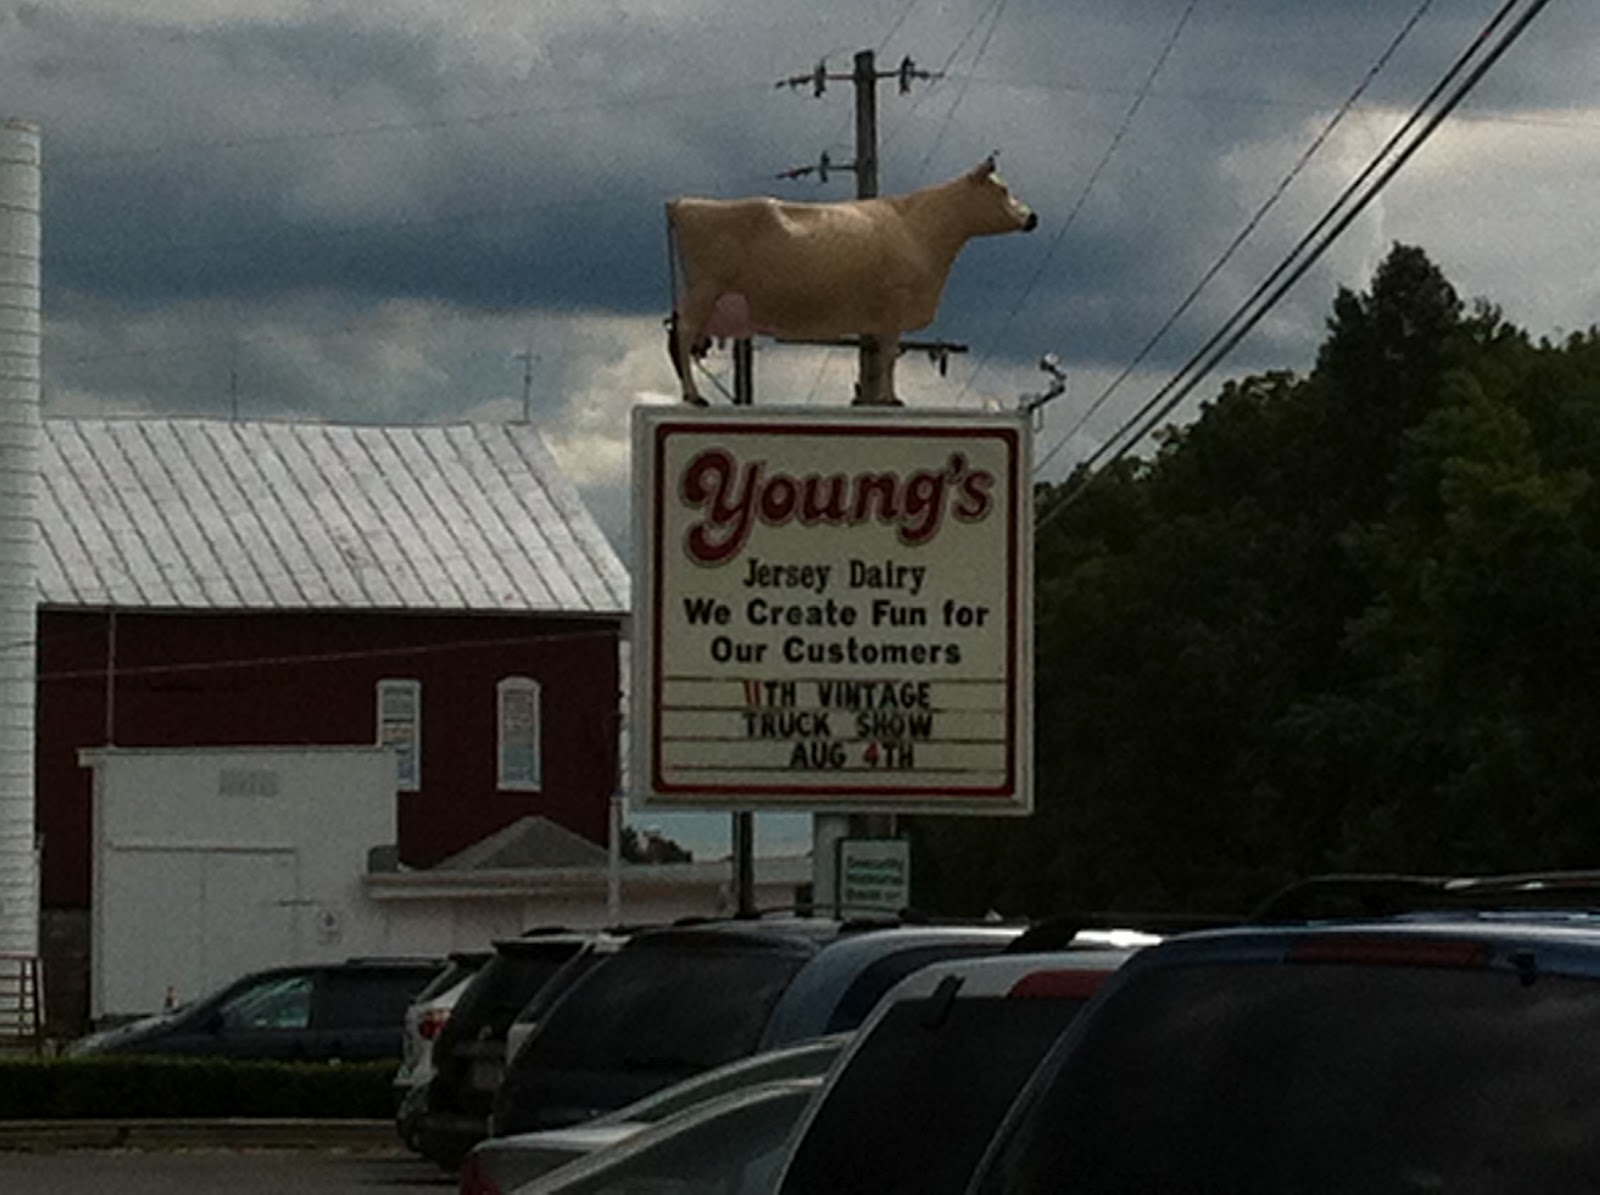 Young's
Jersey Dairy
We Create Fun for
Our Customers
11TH VINTAGE
TRUCK SHOW
AUG 4TH